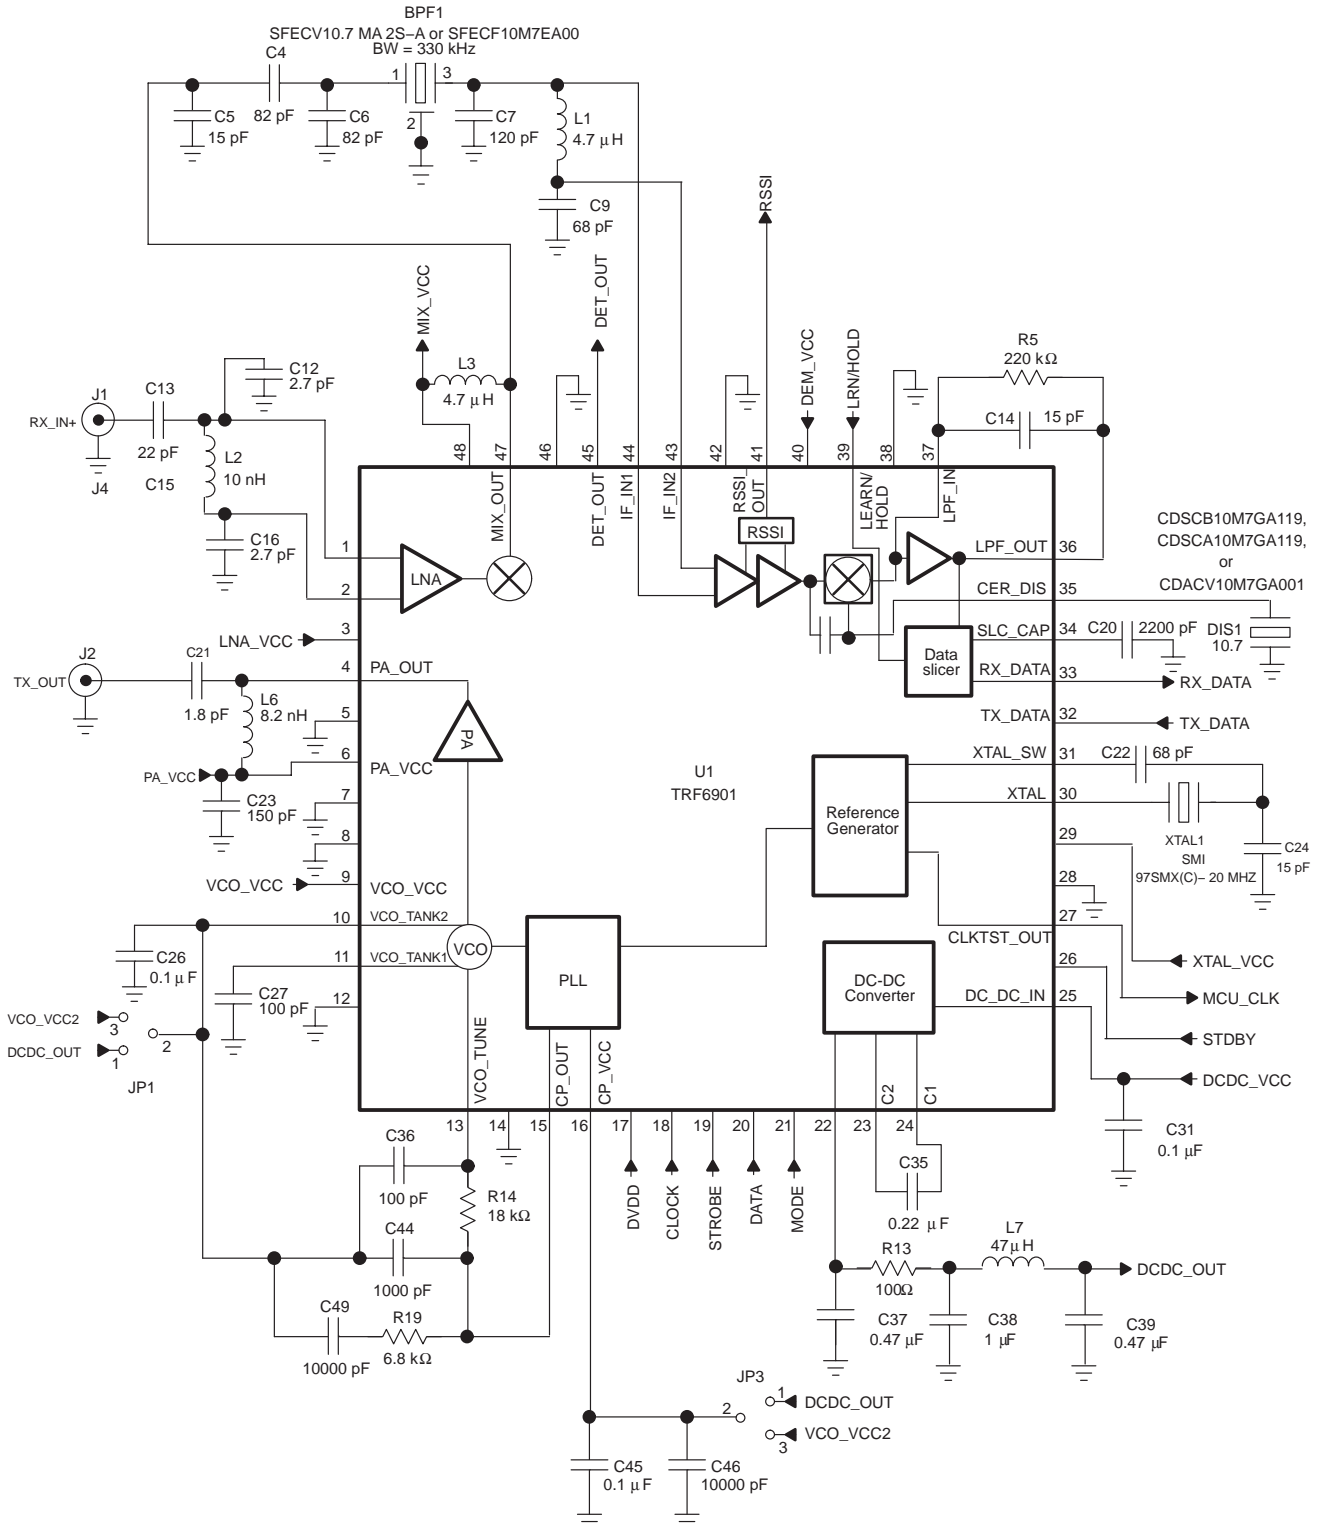 BPF1
SFECV10.7 MA 2S–A or SFECF10M7EA00
BW = 330 kHz
C4
82 pF
1
3
2
C5
15 pF
C6
82 pF
C7
120 pF
L1
4.7 μH
C9
68 pF
RSSI
MIX_VCC
DET_OUT
L3
4.7 μH
DEM_VCC
LRN/HOLD
R5
220 kΩ
C14
15 pF
C12
2.7 pF
J1
C13
RX_IN+
22 pF
J4
C15
L2
10 nH
C16
2.7 pF
48
47
46
45
44
43
42
41
40
39
38
37
MIX_OUT
DET_OUT
IF_IN1
IF_IN2
RSSI_
OUT
LEARN/
HOLD
LPF_IN
RSSI
CDSCB10M7GA119,
CDSCA10M7GA119,
or
CDACV10M7GA001
1
2
LNA
LPF_OUT
36
CER_DIS
35
LNA_VCC
3
SLC_CAP
34
C20
2200 pF
DIS1
10.7
Data
slicer
RX_DATA
33
RX_DATA
J2
TX_OUT
C21
1.8 pF
4
PA_OUT
L6
8.2 nH
5
PA
TX_DATA
32
TX_DATA
PA_VCC
6
PA_VCC
C23
150 pF
7
8
U1
TRF6901
Reference
Generator
XTAL_SW
31
C22
68 pF
XTAL
30
XTAL1
SMI
97SMX(C)– 20 MHZ
C24
15 pF
29
28
27
CLKTST_OUT
VCO_VCC
9
VCO_VCC
10
VCO_TANK2
C26
0.1 μF
11
VCO_TANK1
VCO
C27
100 pF
12
PLL
DC-DC
Converter
26
DC_DC_IN
25
XTAL_VCC
MCU_CLK
STDBY
DCDC_VCC
VCO_VCC2
3
2
DCDC_OUT
1
JP1
VCO_TUNE
CP_OUT
CP_VCC
C2
C1
13
14
15
16
17
18
19
20
21
22
23
24
C31
0.1 μF
C36
100 pF
R14
18 kΩ
DVDD
CLOCK
STROBE
DATA
MODE
C35
0.22 μF
C44
1000 pF
R13
100Ω
L7
47μH
DCDC_OUT
C49
10000 pF
R19
6.8 kΩ
C37
0.47 μF
C38
1 μF
C39
0.47 μF
JP3
1
DCDC_OUT
2
3
VCO_VCC2
C45
0.1 μF
C46
10000 pF